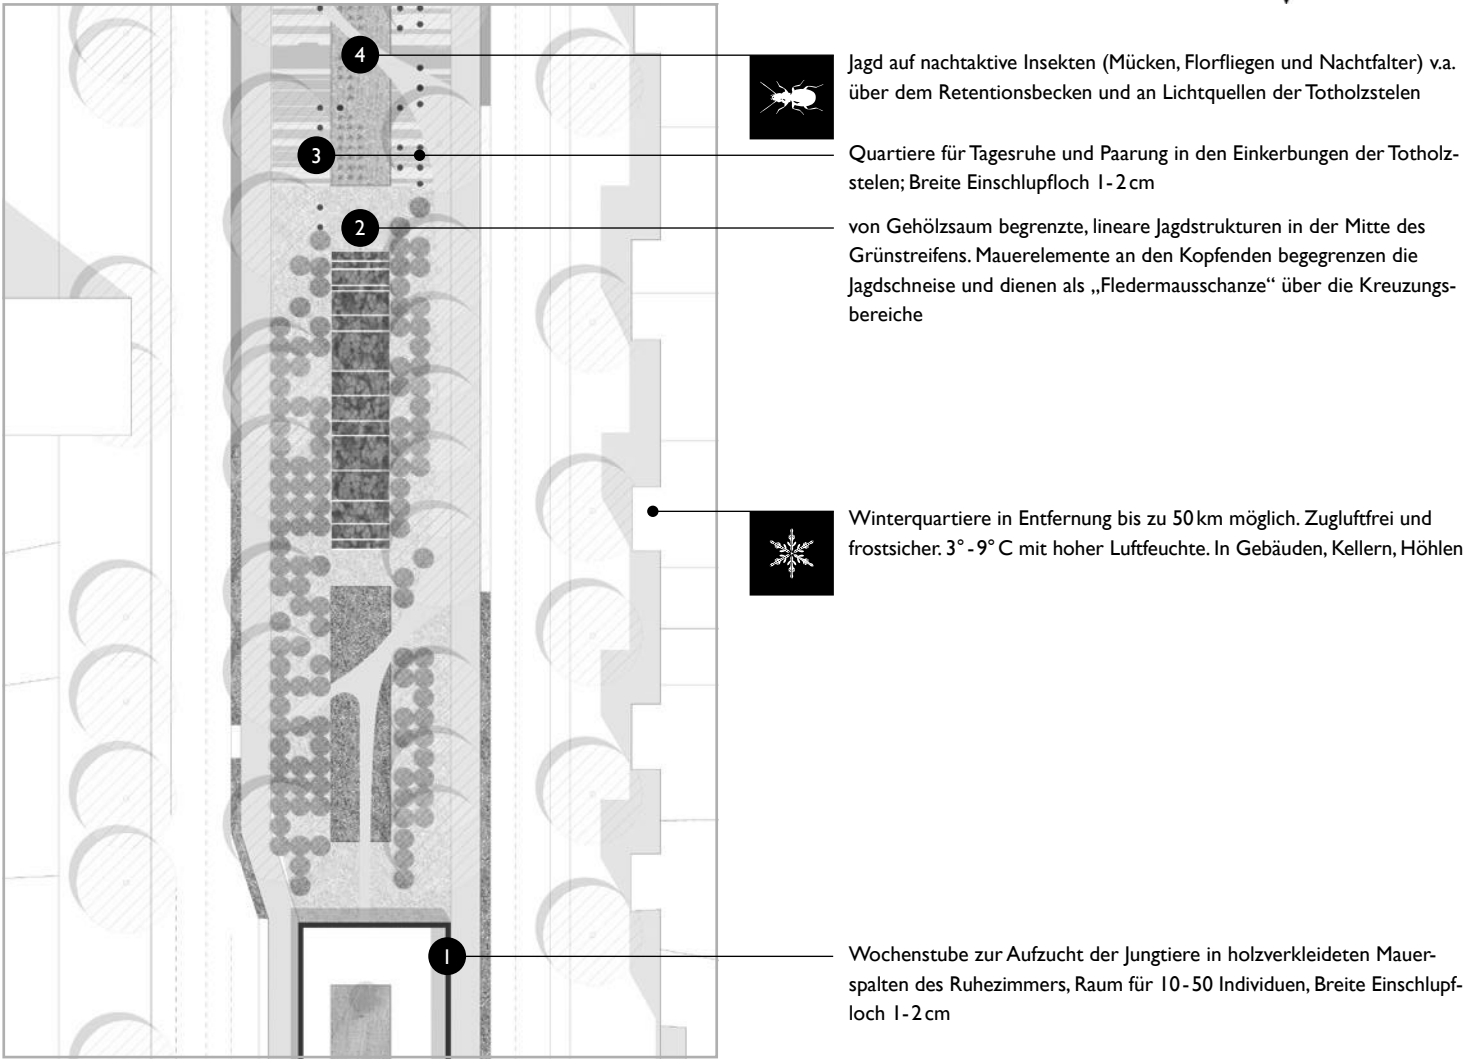 4
Jagd auf nachtaktive Insekten (Mücken, Florfliegen und Nachtfalter) v.a.
über dem Retentionsbecken und an Lichtquellen der Totholzstelen
3
Quartiere für Tagesruhe und Paarung in den Einkerbungen der Totholz-
stelen; Breite Einschlupfloch 1-2 cm
2
von Gehölzsaum begrenzte, lineare Jagdstrukturen in der Mitte des
Grünstreifens. Mauerelemente an den Kopfenden begegrenzen die
Jagdschneise und dienen als „Fledermausschanze“ über die Kreuzungs-
bereiche
Winterquartiere in Entfernung bis zu 50 km möglich. Zugluftfrei und
frostsicher. 3° - 9° C mit hoher Luftfeuchte. In Gebäuden, Kellern, Höhlen
1
Wochenstube zur Aufzucht der Jungtiere in holzverkleideten Mauer-
spalten des Ruhezimmers, Raum für 10-50 Individuen, Breite Einschlupf-
loch 1-2 cm